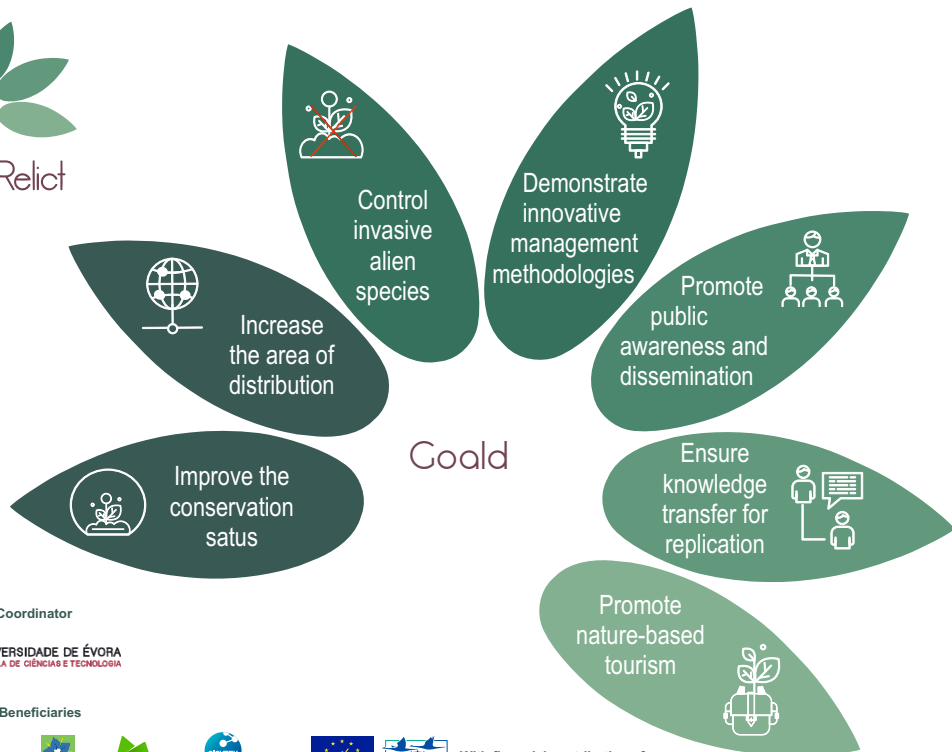 Relict
Control
invasive
alien
species
Demonstrate
innovative
management
methodologies
Increase
the area of
distribution
Promote
public
awareness and
dissemination
Goald
Improve the
conservation
satus
Ensure
knowledge
transfer for
replication
Promote
nature-based
tourism
Coordinator
VERSIDADE DE ÉVORA
LA DE CIÊNCIAS E TECNOLOGIA
Beneficiaries